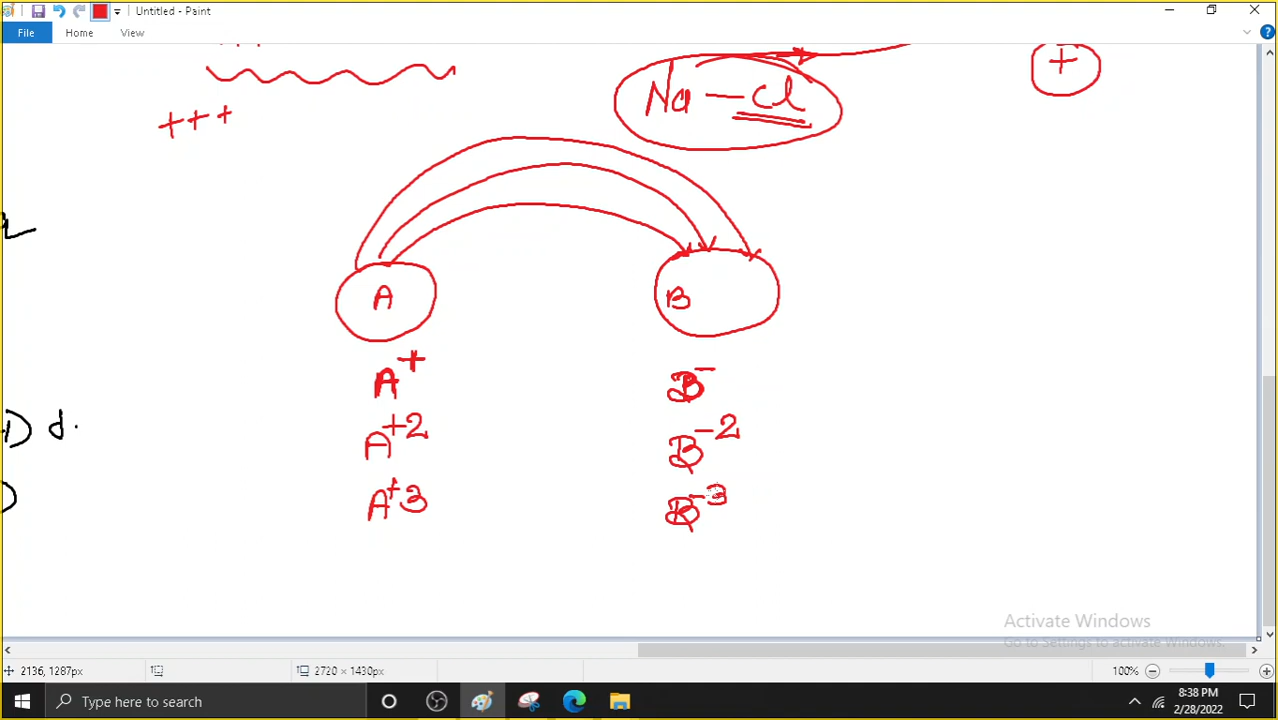 Untitled - Paint
File Home View
+
Na — Cl
+++
A B
A+ B-
D d.
A+2 B-2
A+3 B-3
Activate Windows
Go to Settings to activate Windows.
2136, 1287px 2720 × 1430px 100%
Type here to search
8:38 PM
2/28/2022